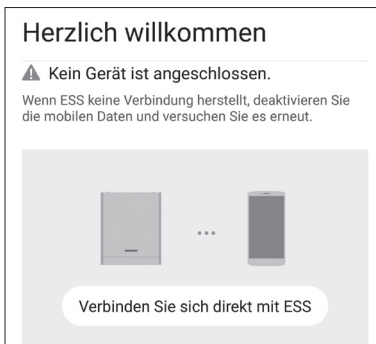 Herzlich willkommen
Kein Gerät ist angeschlossen.
Wenn ESS keine Verbindung herstellt, deaktivieren Sie
die mobilen Daten und versuchen Sie es erneut.
Verbinden Sie sich direkt mit ESS